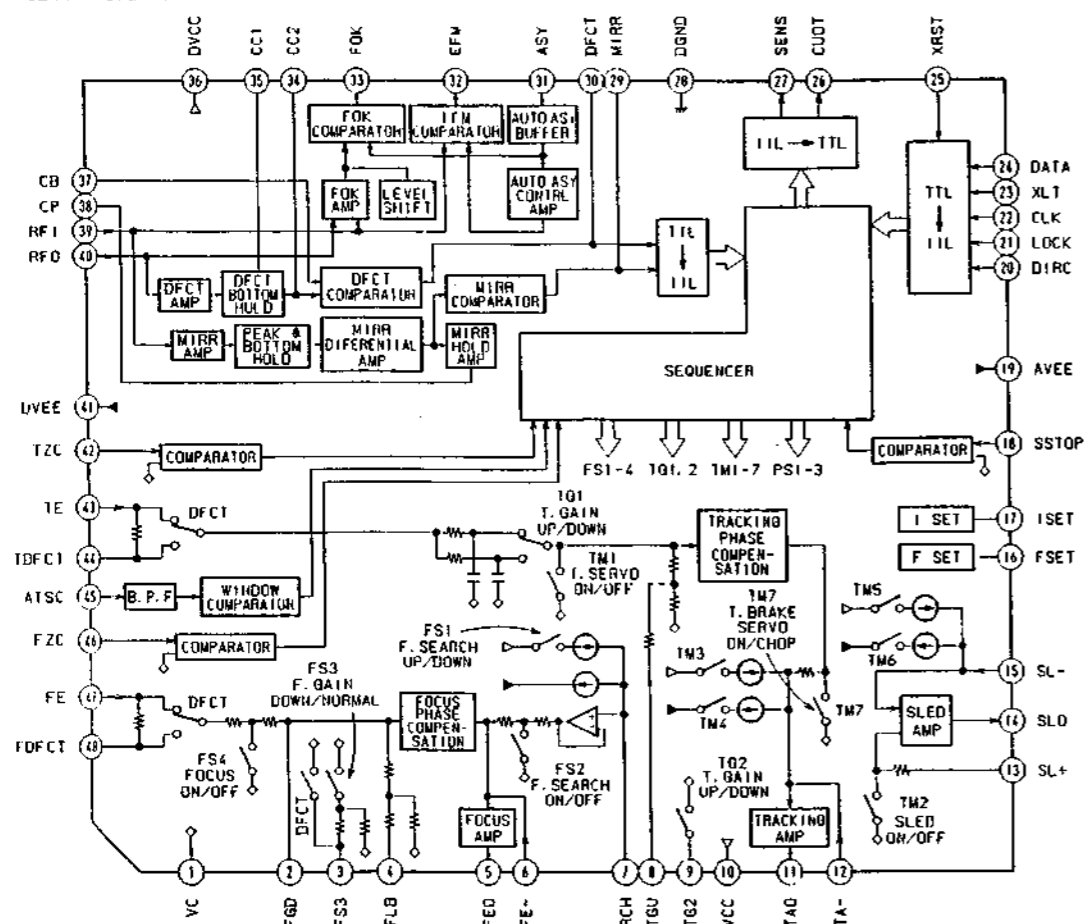 DVCC
CC1
CC2
FOK
EFM
ASY
DFCT
MIRR
DGND
SENS
CUOT
XRST
36
35
34
33
32
31
30
29
28
27
26
25
FOK
COMPARATOR
COMPARATOR
AUTO ASY
BUFFER
FOK
AMP
LEVEL
SHIFT
AUTO ASY
CONTRL
AMP
TTL
TTL
DATA
24
XLT
23
CLK
22
LOCK
21
DIRC
20
CB
37
CP
38
RFI
39
RFO
40
DFCT
AMP
DFCT
BOTTOM
HOLD
DFCT
COMPARATOR
MIRR
COMPARATOR
MIRR
AMP
PEAK &
BOTTOM
HOLD
MIRR
DIFERENTIAL
AMP
MIRR
HOLD
AMP
SEQUENCER
19
AVEE
DVEE
41
TZC
42
COMPARATOR
FS1-4
TG1.2
TM1-7
PS1-3
COMPARATOR
18
SSTOP
TE
43
DFCT
TDFCT
44
TG1
T. GAIN
UP/DOWN
TM1
T. SERVO
ON/OFF
TRACKING
PHASE
COMPEN-
SATION
I SET
17
ISET
F SET
16
FSET
ATSC
45
B.P.F
WINDOW
COMPARATOR
FZC
46
COMPARATOR
FS1
F. SEARCH
UP/DOWN
TM7
T. BRAKE
SERVO
ON/CHOP
TM5
TM6
TM3
TM4
TM7
15
SL-
FE
47
DFCT
FDFCT
48
FS3
F. GAIN
DOWN/NORMAL
FOCUS
PHASE
COMPEN-
SATION
SLED
AMP
14
SLO
FS4
FOCUS
ON/OFF
DFCT
FS2
F. SEARCH
ON/OFF
TG2
T. GAIN
UP/DOWN
13
SL+
TM2
SLED
ON/OFF
FOCUS
AMP
TRACKING
AMP
1
2
3
4
5
6
7
8
9
10
11
12
VC
FGD
FS3
FLB
FEO
FE-
TGU
TG2
TAO
TA-